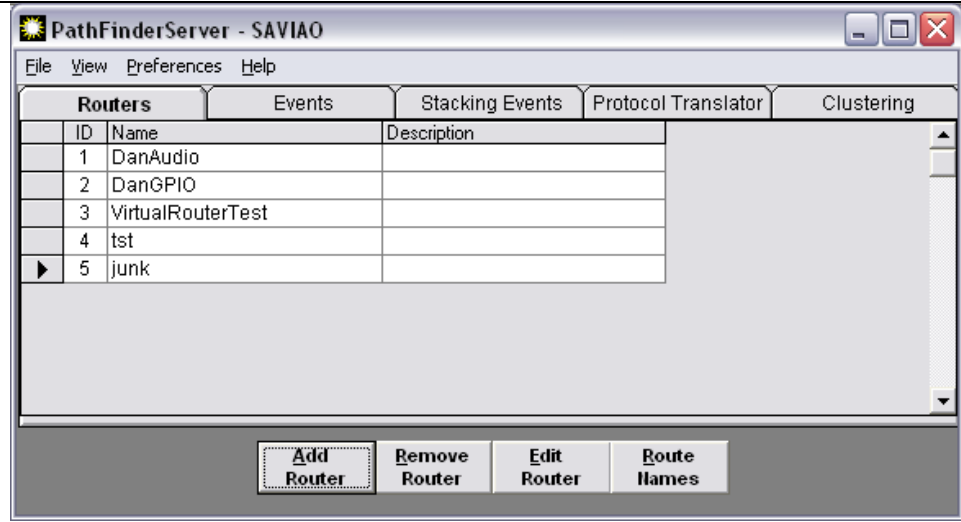 PathFinderServer - SAVIAO
File View Preferences Help
Routers Events Stacking Events Protocol Translator Clustering
ID Name Description
1 DanAudio
2 DanGPIO
3 VirtualRouterTest
4 tst
5 junk
Add Router Remove Router Edit Router Route Names